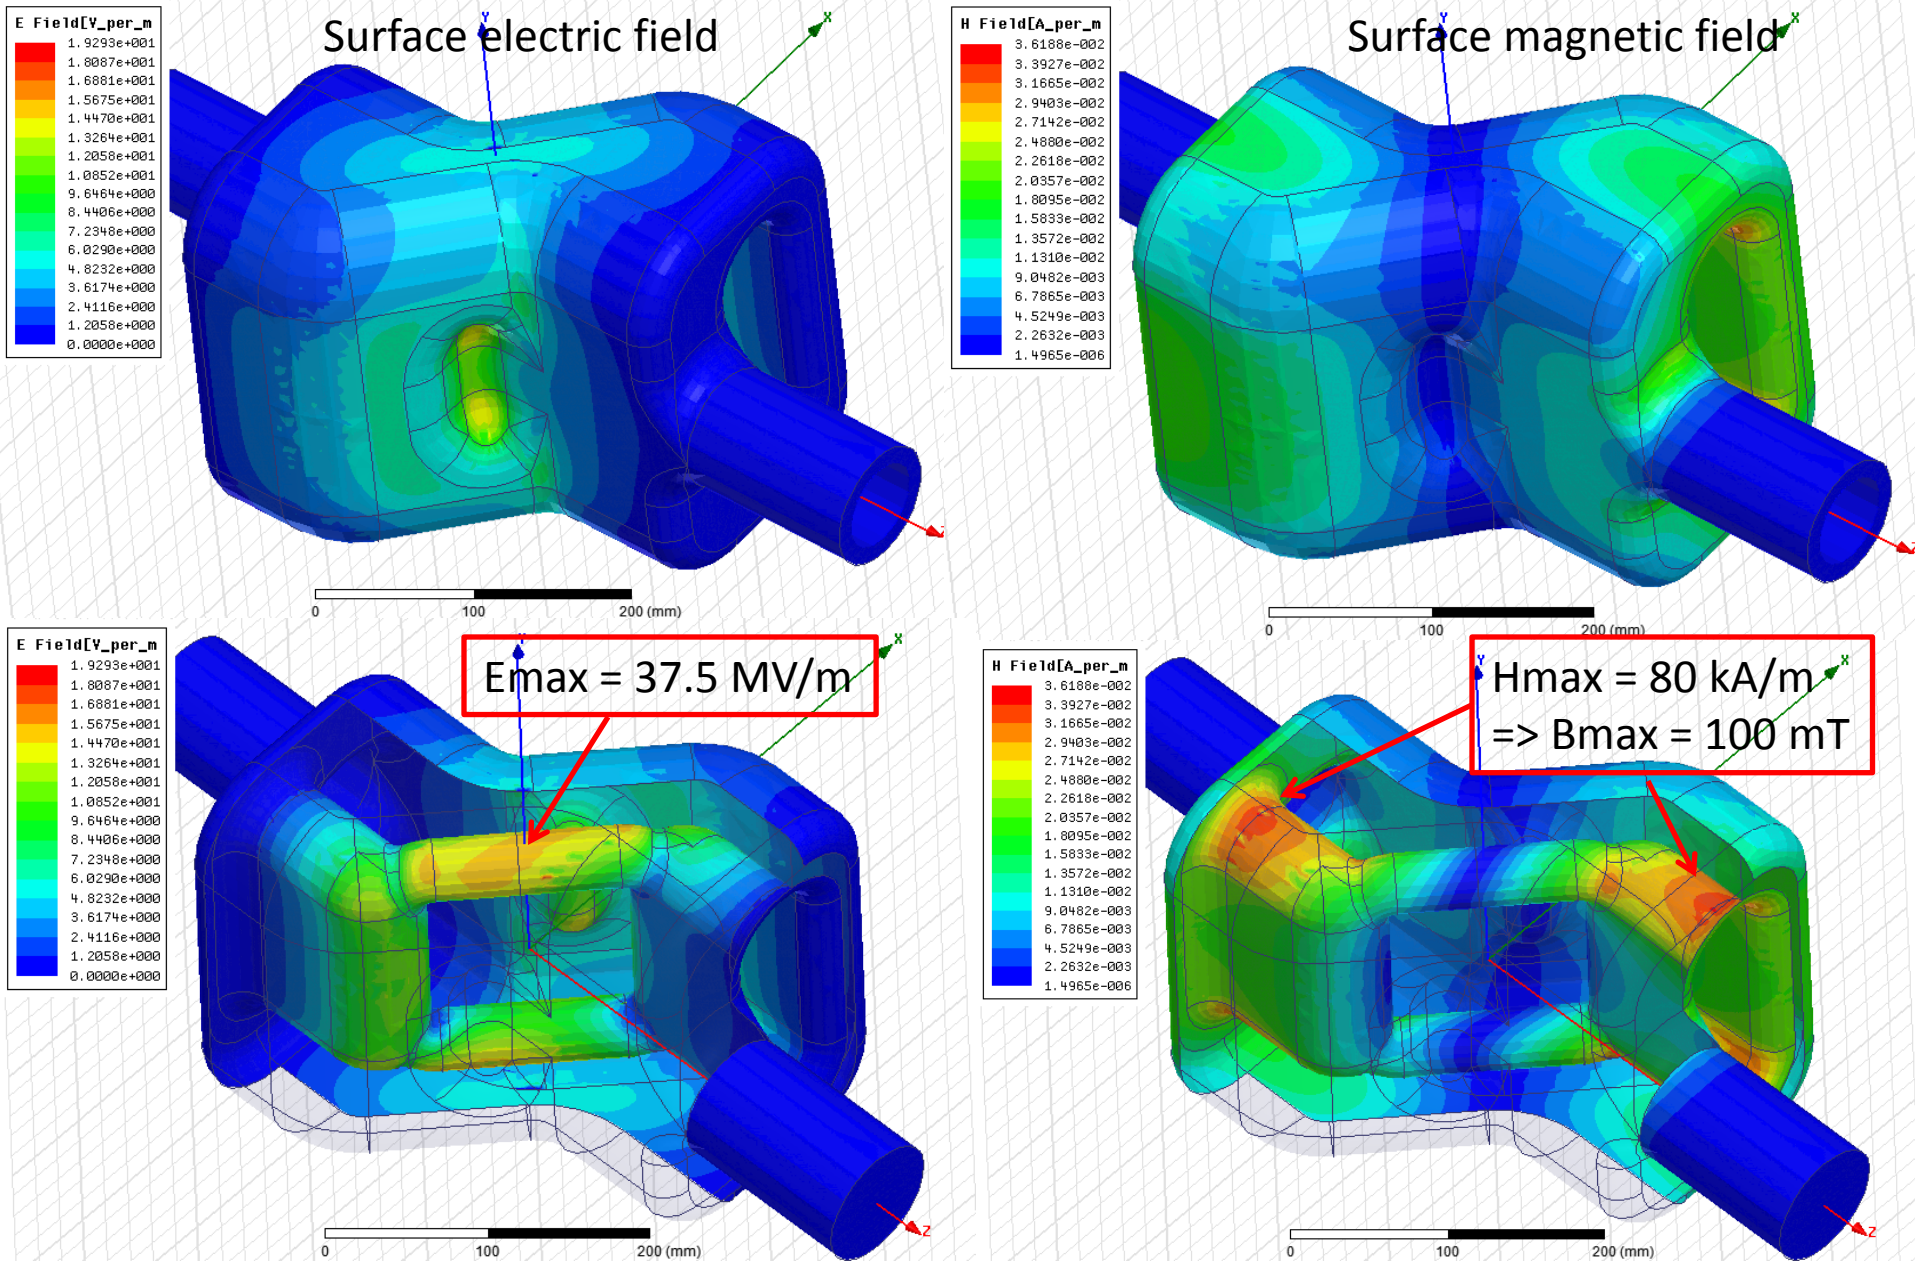 Surface electric field
E Field[V_per_m
1.9293e+001
1.8087e+001
1.6881e+001
1.5675e+001
1.4470e+001
1.3264e+001
1.2058e+001
1.0852e+001
9.6464e+000
8.4406e+000
7.2348e+000
6.0290e+000
4.8232e+000
3.6174e+000
2.4116e+000
1.2058e+000
0.0000e+000
Y
X
Z
0 100 200 (mm)
Surface magnetic field
H Field[A_per_m
3.6188e-002
3.3927e-002
3.1665e-002
2.9403e-002
2.7142e-002
2.4880e-002
2.2618e-002
2.0357e-002
1.8095e-002
1.5833e-002
1.3572e-002
1.1310e-002
9.0482e-003
6.7865e-003
4.5249e-003
2.2632e-003
1.4965e-006
Y
X
Z
0 100 200 (mm)
E Field[V_per_m
1.9293e+001
1.8087e+001
1.6881e+001
1.5675e+001
1.4470e+001
1.3264e+001
1.2058e+001
1.0852e+001
9.6464e+000
8.4406e+000
7.2348e+000
6.0290e+000
4.8232e+000
3.6174e+000
2.4116e+000
1.2058e+000
0.0000e+000
Emax = 37.5 MV/m
Y
X
Z
0 100 200 (mm)
H Field[A_per_m
3.6188e-002
3.3927e-002
3.1665e-002
2.9403e-002
2.7142e-002
2.4880e-002
2.2618e-002
2.0357e-002
1.8095e-002
1.5833e-002
1.3572e-002
1.1310e-002
9.0482e-003
6.7865e-003
4.5249e-003
2.2632e-003
1.4965e-006
Hmax = 80 kA/m
=> Bmax = 100 mT
Y
X
Z
0 100 200 (mm)